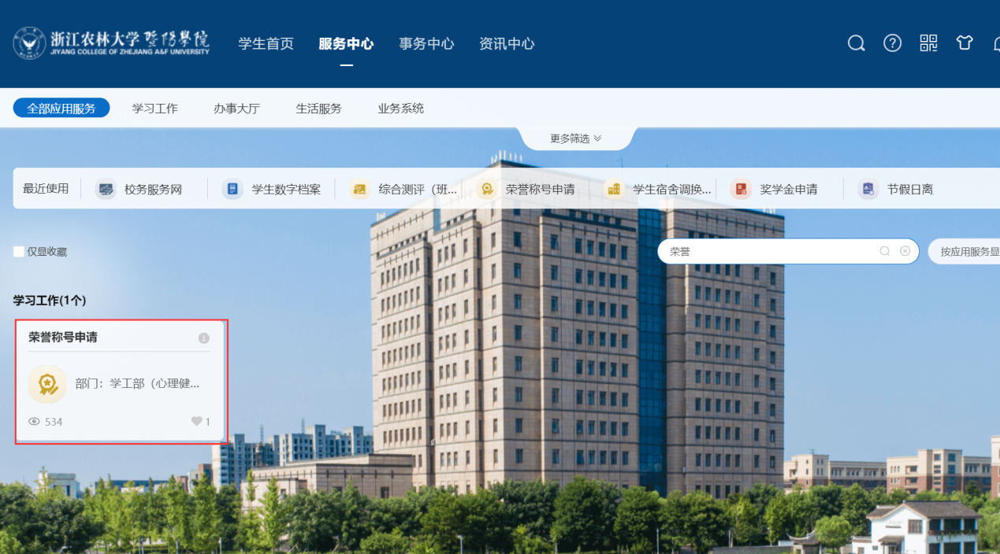 浙江农林大学 暨陽學院
JIYANG COLLEGE OF ZHEJIANG A&F UNIVERSITY
学生首页 服务中心 事务中心 资讯中心
全部应用服务 学习工作 办事大厅 生活服务 业务系统
更多筛选
最近使用 校务服务网 学生数字档案 综合测评（班... 荣誉称号申请 学生宿舍调换... 奖学金申请 节假日离
仅显收藏 荣誉 按应用服务显
学习工作(1个)
荣誉称号申请
部门：学工部（心理健...
534 1